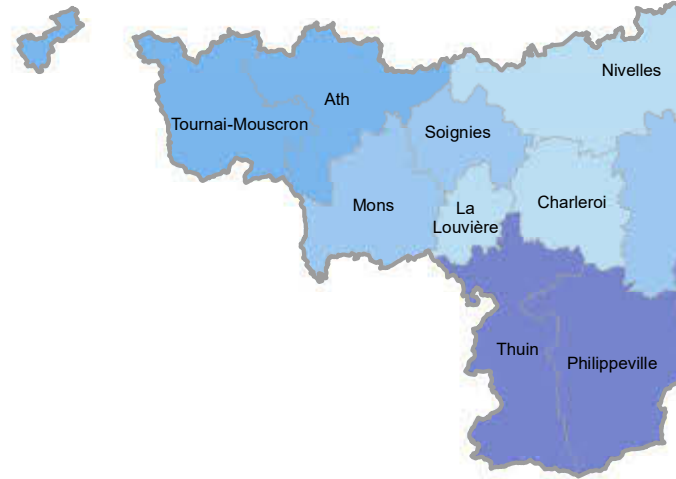 Nivelles
Ath
Tournai-Mouscron
Soignies
Mons
La
Louvière
Charleroi
Thuin
Philippeville